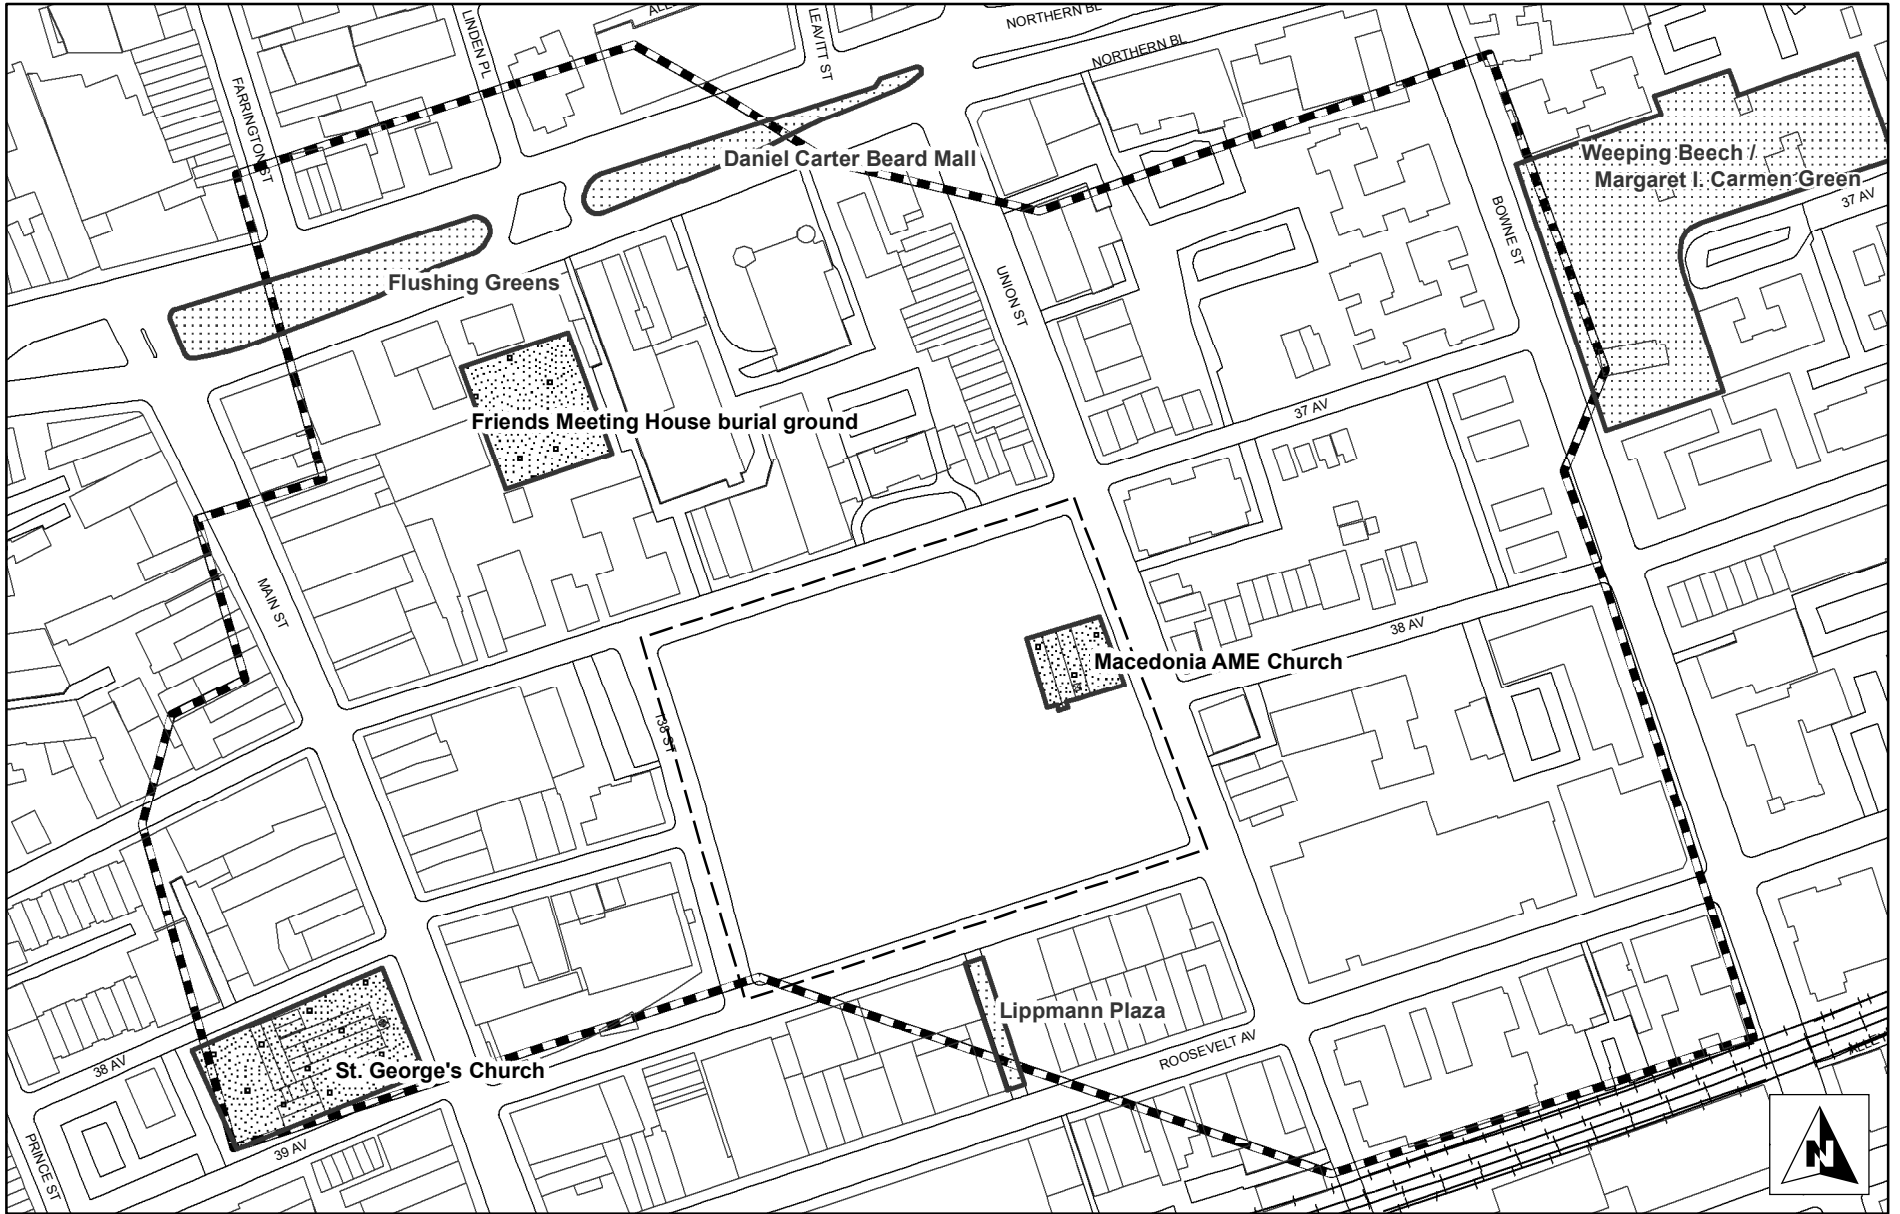 NORTHERN BL
LINDEN PL
LEAVITT ST
NORTHERN BL
FARRINGTON ST
Daniel Carter Beard Mall
Weeping Beech /
Margaret I. Carmen Green
37 AV
BOWNE ST
Flushing Greens
UNION ST
37 AV
Friends Meeting House burial ground
MAIN ST
38 AV
Macedonia AME Church
138 ST
Lippmann Plaza
ROOSEVELT AV
38 AV
St. George's Church
39 AV
PRINCE ST
N